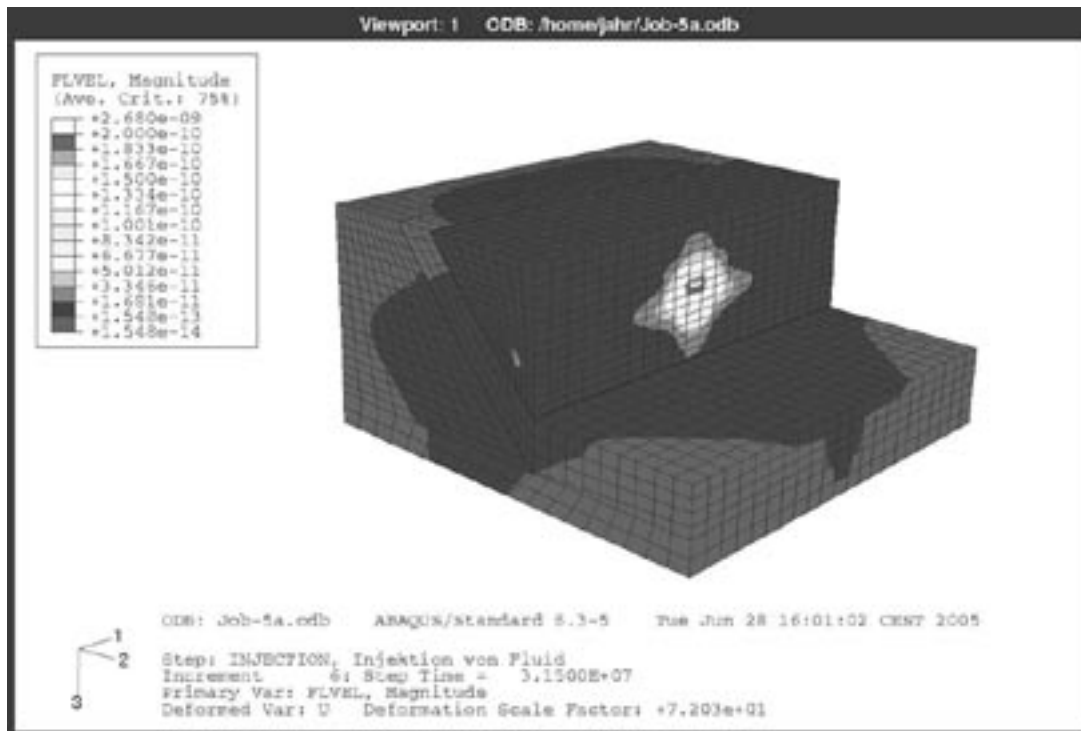 Viewport: 1 ODB: /home/jahr/Job-5a.odb
FLVEL, Magnitude
(Ave. Crit.: 75%)
+2.680e-09
+2.000e-10
+1.833e-10
+1.667e-10
+1.500e-10
+1.334e-10
+1.167e-10
+1.001e-10
+8.342e-11
+6.677e-11
+5.012e-11
+3.346e-11
+1.681e-11
+1.548e-13
+1.548e-14
ODB: Job-5a.odb ABAQUS/Standard 6.3-5 Tue Jun 28 16:01:02 CEST 2005
1
2
3
Step: INJECTION, Injektion von Fluid
Increment 6: Step Time = 3.1500E+07
Primary Var: FLVEL, Magnitude
Deformed Var: U Deformation Scale Factor: +7.203e+01